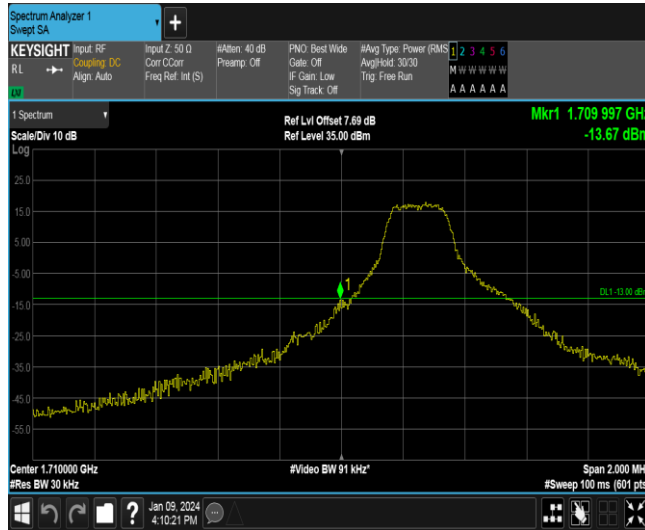 Spectrum Analyzer 1
Swept SA
+
KEYSIGHT Input: RF Input Z: 50 Ω #Atten: 40 dB PNO: Best Wide #Avg Type: Power (RMS 1 2 3 4 5 6
RL Coupling: DC Corr CCorr Preamp: Off Gate: Off Avg|Hold: 30/30 M W W W W W
Align: Auto Freq Ref: Int (S) IF Gain: Low Trig: Free Run
Sig Track: Off A A A A A A
LXI
1 Spectrum Ref Lvl Offset 7.69 dB Mkr1 1.709 997 GH
Scale/Div 10 dB Ref Level 35.00 dBm -13.67 dBm
Log
25.0
15.0
5.00
-5.00
1
DL1 -13.00 dBm
-15.0
-25.0
-35.0
-45.0
-55.0
Center 1.710000 GHz #Video BW 91 kHz* Span 2.000 MH
#Res BW 30 kHz #Sweep 100 ms (601 pts
? Jan 09, 2024
4:10:21 PM